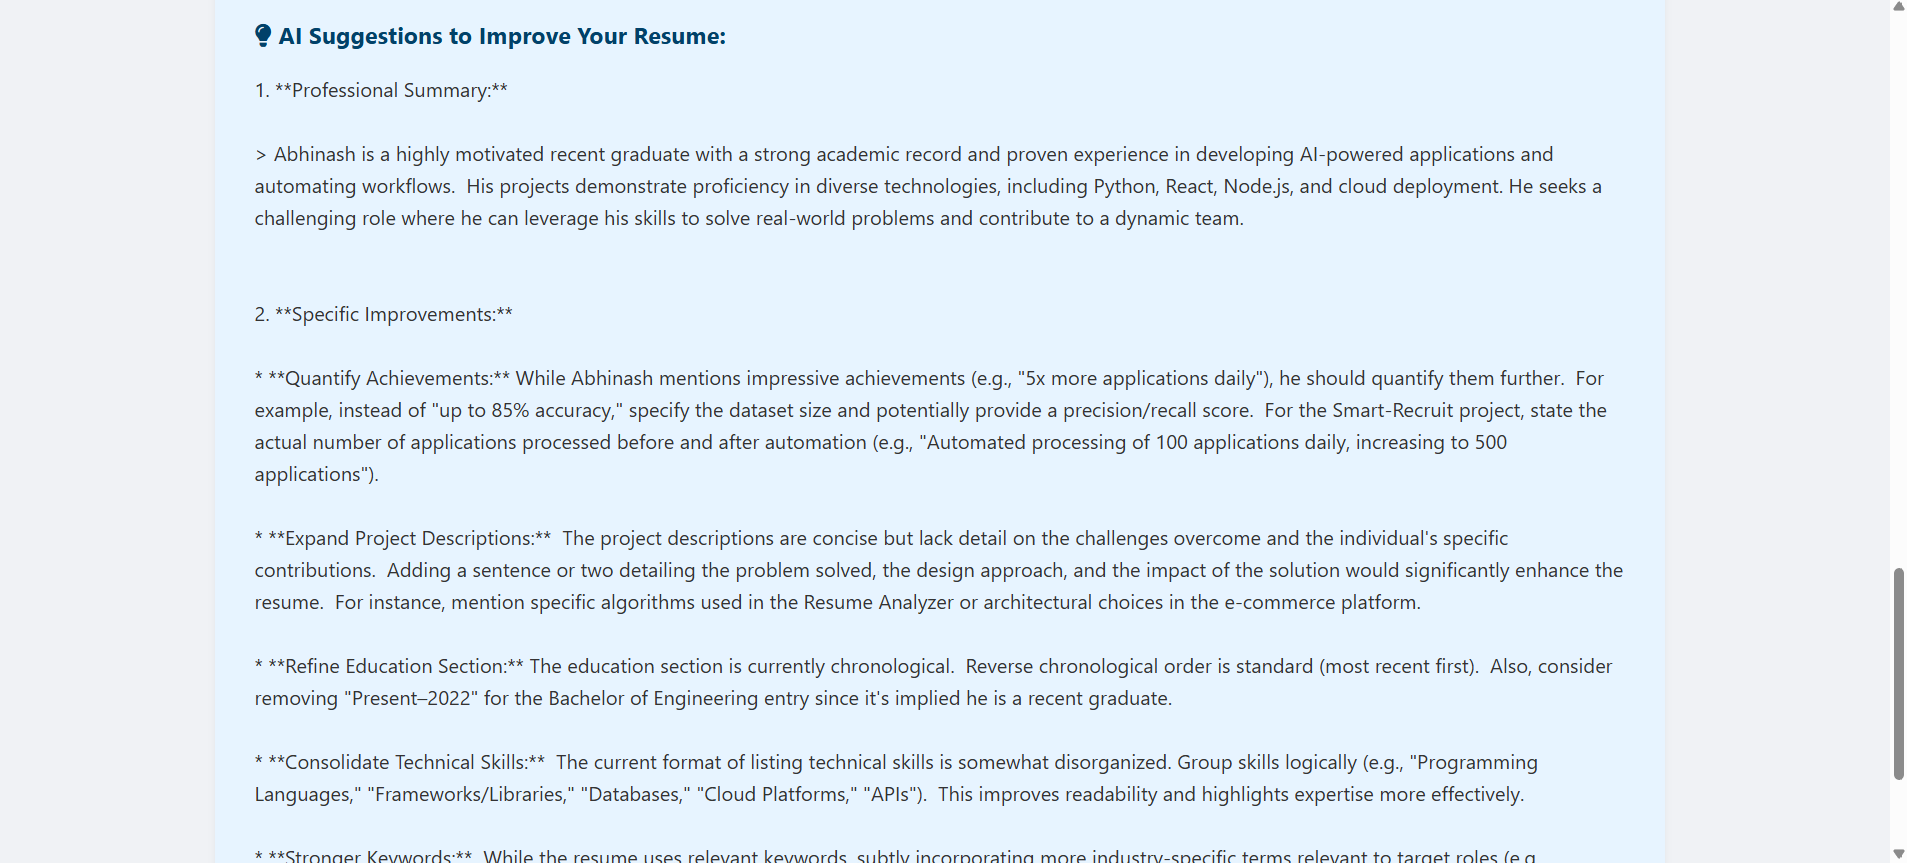 AI Suggestions to Improve Your Resume:
1. **Professional Summary:**
> Abhinash is a highly motivated recent graduate with a strong academic record and proven experience in developing AI-powered applications and
automating workflows.  His projects demonstrate proficiency in diverse technologies, including Python, React, Node.js, and cloud deployment. He seeks a
challenging role where he can leverage his skills to solve real-world problems and contribute to a dynamic team.
2. **Specific Improvements:**
* **Quantify Achievements:** While Abhinash mentions impressive achievements (e.g., "5x more applications daily"), he should quantify them further.  For
example, instead of "up to 85% accuracy," specify the dataset size and potentially provide a precision/recall score.  For the Smart-Recruit project, state the
actual number of applications processed before and after automation (e.g., "Automated processing of 100 applications daily, increasing to 500
applications").
* **Expand Project Descriptions:**  The project descriptions are concise but lack detail on the challenges overcome and the individual's specific
contributions.  Adding a sentence or two detailing the problem solved, the design approach, and the impact of the solution would significantly enhance the
resume.  For instance, mention specific algorithms used in the Resume Analyzer or architectural choices in the e-commerce platform.
* **Refine Education Section:** The education section is currently chronological.  Reverse chronological order is standard (most recent first).  Also, consider
removing "Present–2022" for the Bachelor of Engineering entry since it's implied he is a recent graduate.
* **Consolidate Technical Skills:**  The current format of listing technical skills is somewhat disorganized. Group skills logically (e.g., "Programming
Languages," "Frameworks/Libraries," "Databases," "Cloud Platforms," "APIs").  This improves readability and highlights expertise more effectively.
* **Stronger Keywords:**  While the resume uses relevant keywords, subtly incorporating more industry-specific terms relevant to target roles (e.g.